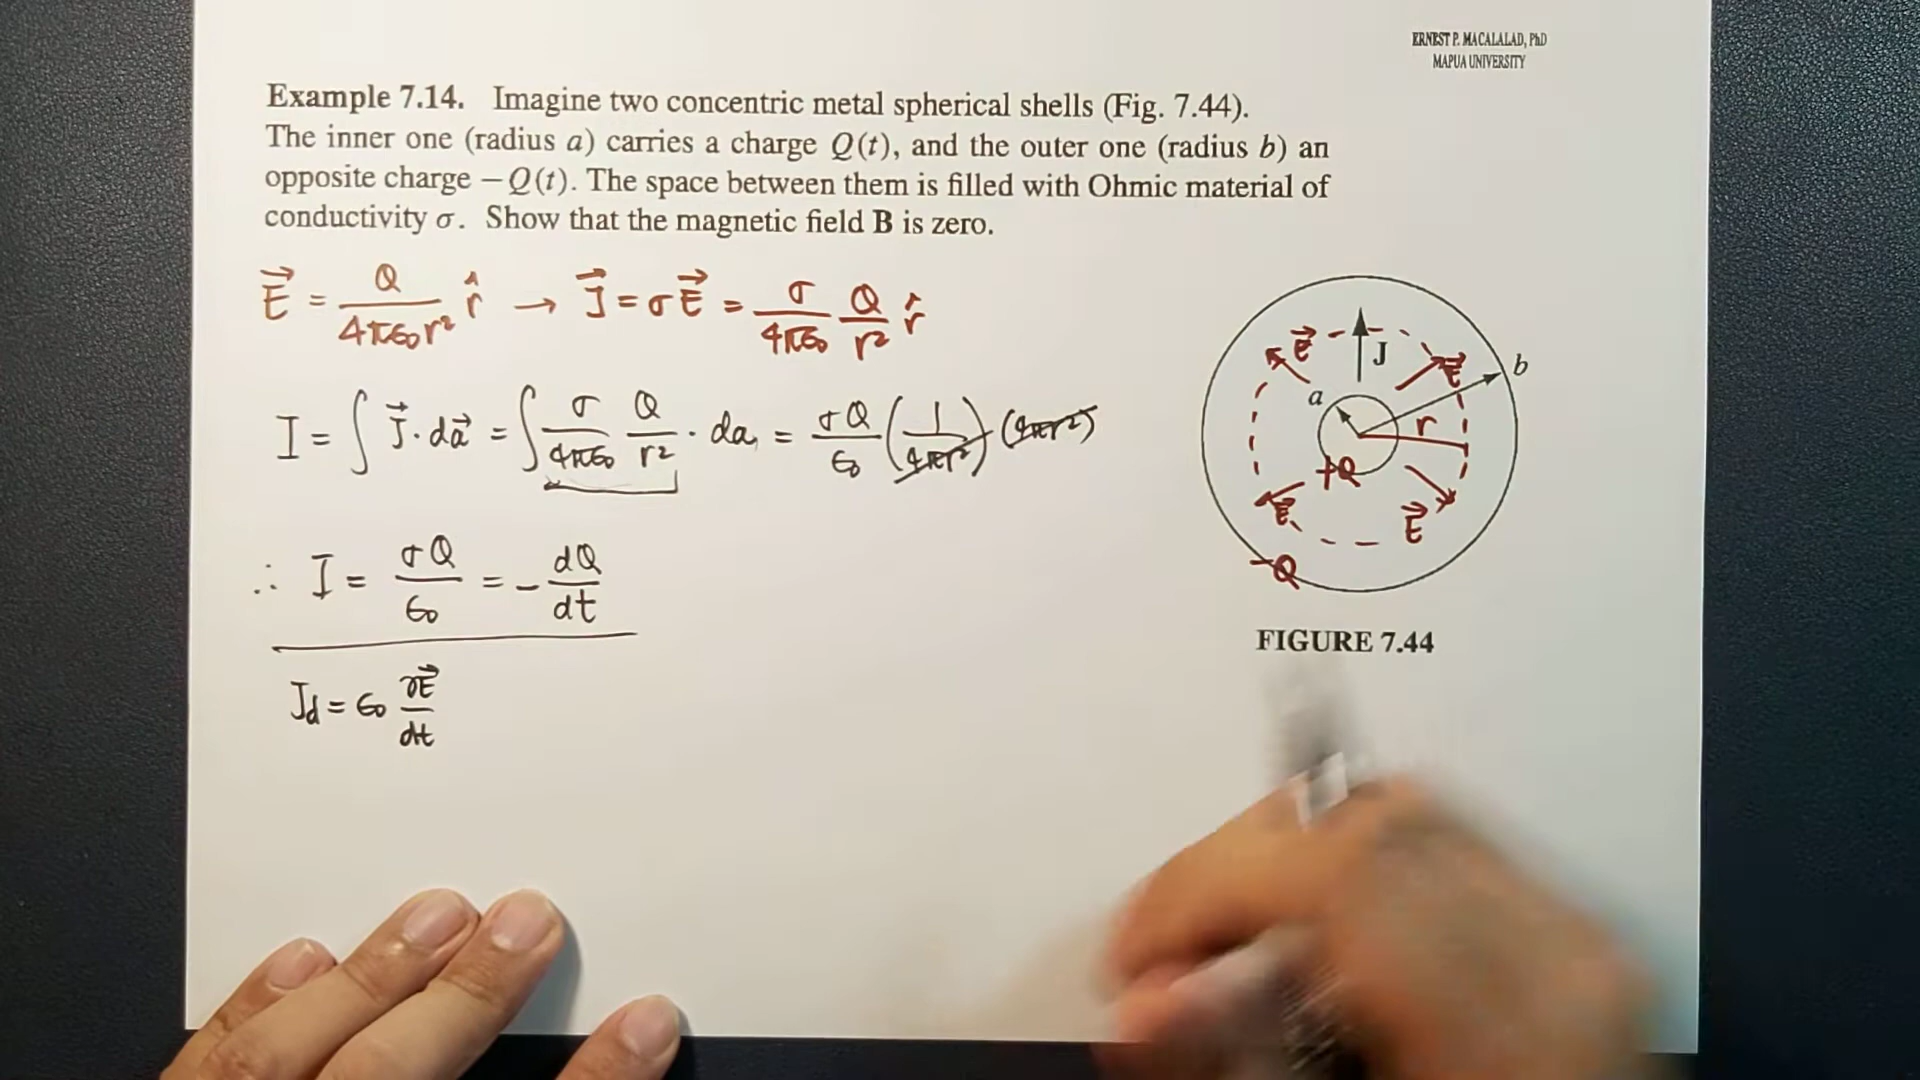 ERNEST P. MACALALAD, PhD
MAPUA UNIVERSITY
Example 7.14. Imagine two concentric metal spherical shells (Fig. 7.44).
The inner one (radius a) carries a charge Q(t), and the outer one (radius b) an
opposite charge −Q(t). The space between them is filled with Ohmic material of
conductivity σ. Show that the magnetic field B is zero.
E⃗ = Q/(4πε₀r²) r̂ → J⃗ = σE⃗ = σ/(4πε₀) Q/r² r̂
I = ∫ J⃗ · da⃗ = ∫ σ/(4πε₀) Q/r² · da, = σQ/ε₀ (1/(4πr²)) (4πr²)
∴ I = σQ/ε₀ = − dQ/dt
J_d = ε₀ ∂E⃗/dt
E⃗
J
E⃗
b
a
r
+Q
E⃗
E⃗
−Q
FIGURE 7.44